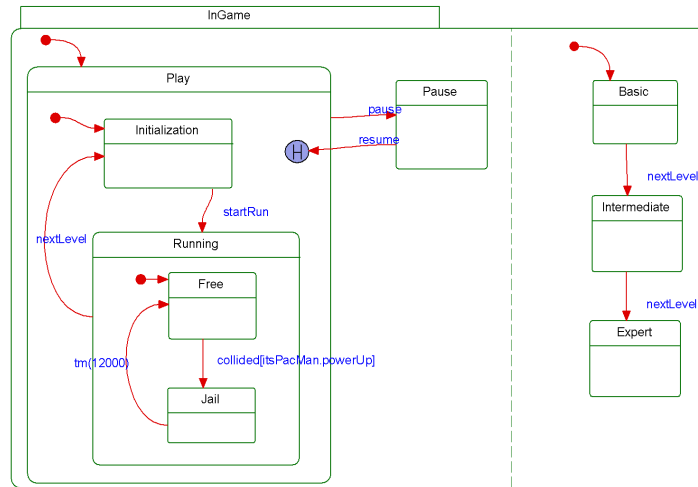 InGame
Play
Pause
Basic
pause
Initialization
resume
H
nextLevel
startRun
Intermediate
nextLevel
Running
Free
nextLevel
Expert
tm(12000)
collided[itsPacMan.powerUp]
Jail